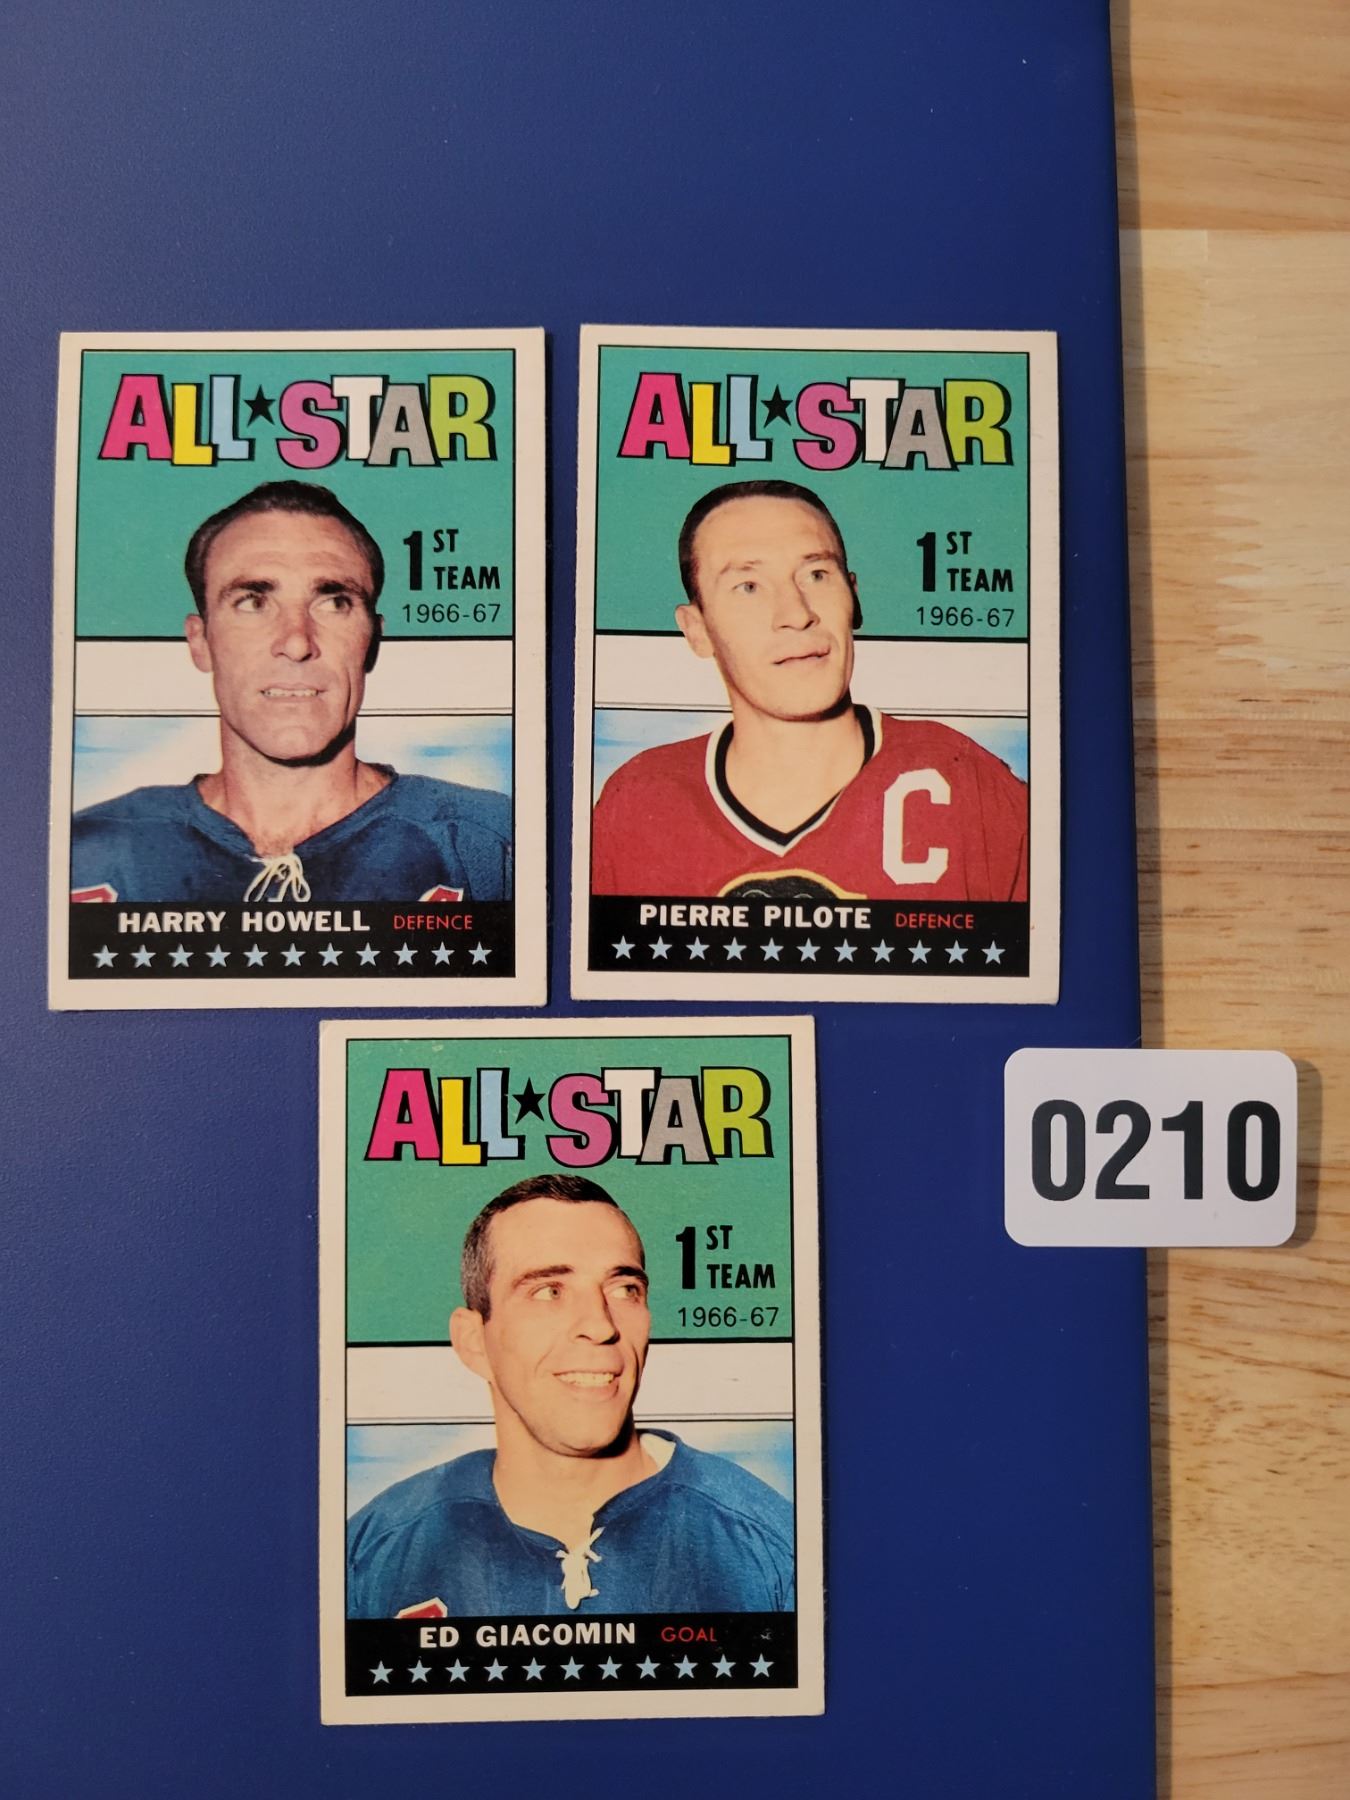 ALL★STAR
1ST
TEAM
1966-67
HARRY HOWELL DEFENCE
ALL★STAR
1ST
TEAM
1966-67
C
PIERRE PILOTE DEFENCE
ALL★STAR
1ST
TEAM
1966-67
ED GIACOMIN GOAL
0210